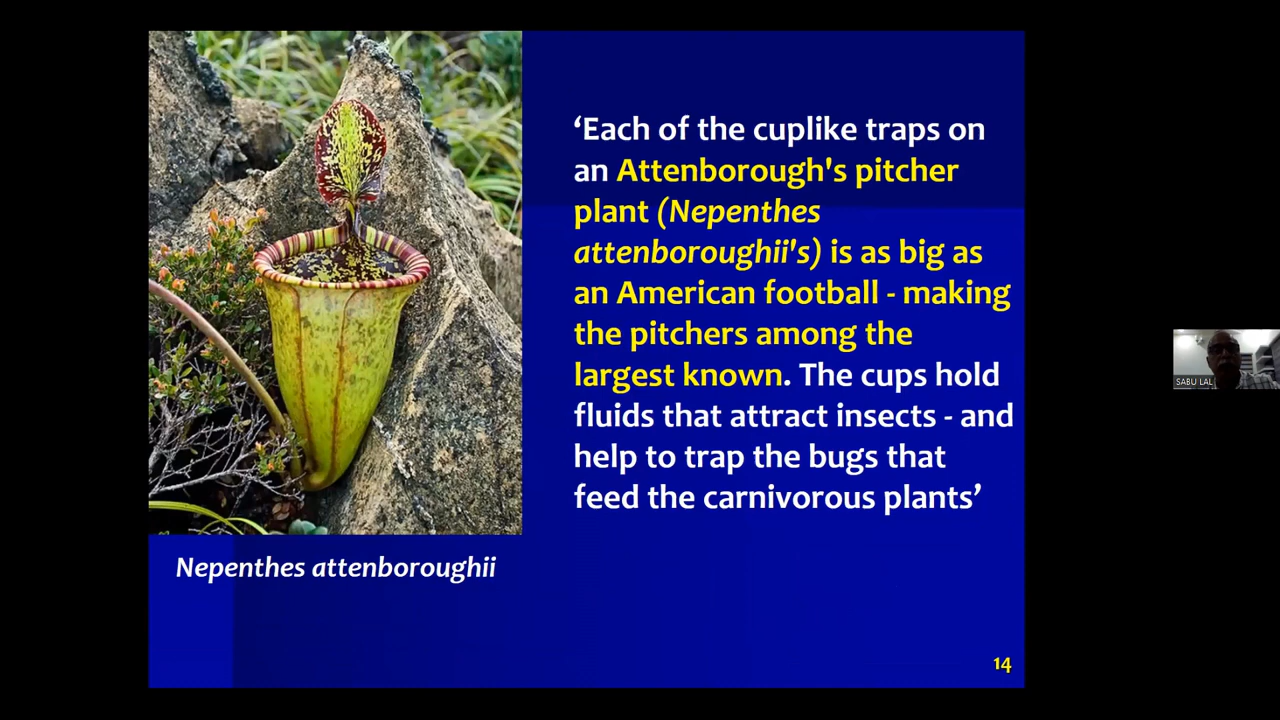 ‘Each of the cuplike traps on
an Attenborough's pitcher
plant (Nepenthes
attenboroughii's) is as big as
an American football - making
the pitchers among the
largest known. The cups hold
fluids that attract insects - and
help to trap the bugs that
feed the carnivorous plants’
Nepenthes attenboroughii
14
SABU LAL